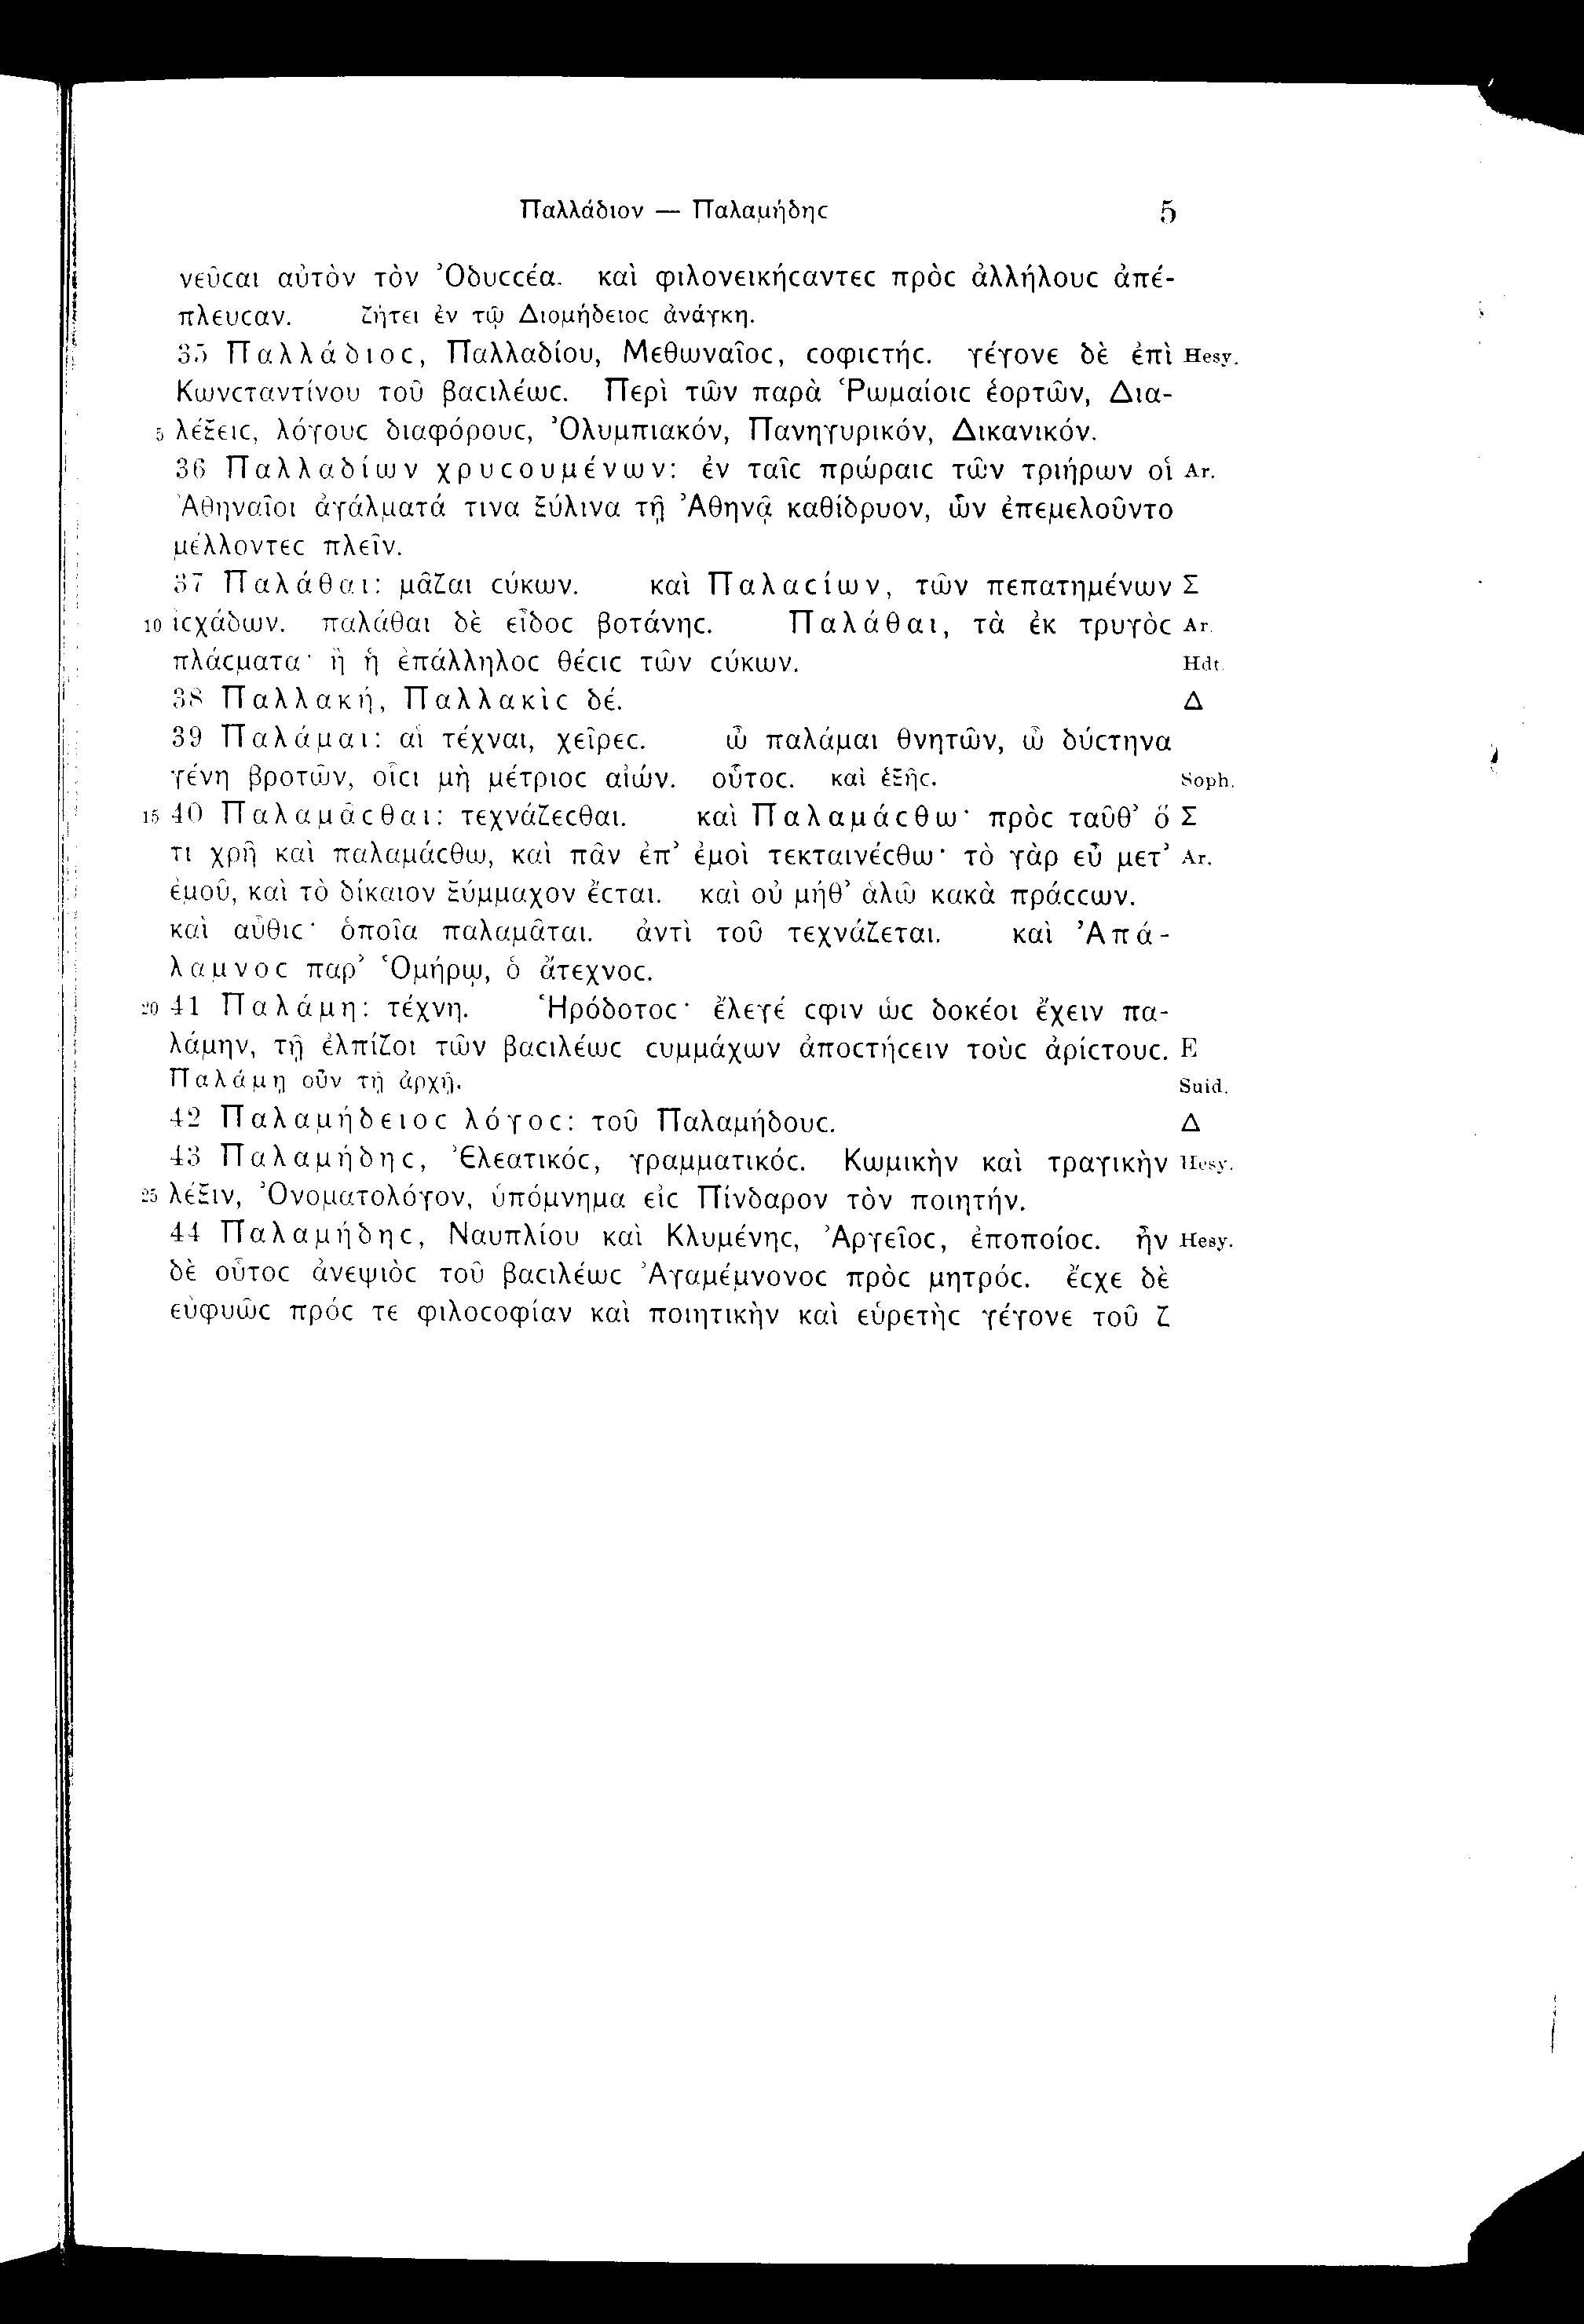 Παλλάδιον — Παλαμήδηϲ 5
νεῦϲαι αὐτὸν τὸν Ὀδυϲϲέα. καὶ φιλονεικήϲαντεϲ πρὸϲ ἀλλήλουϲ ἀπέ-
πλευϲαν. ζήτει ἐν τῷ Διομήδειοϲ ἀνάγκη.
35 Παλλάδιοϲ, Παλλαδίου, Μεθωναῖοϲ, ϲοφιϲτήϲ. γέγονε δὲ ἐπὶ Hesy.
Κωνϲταντίνου τοῦ βαϲιλέωϲ. Περὶ τῶν παρὰ Ῥωμαίοιϲ ἑορτῶν, Δια-
5 λέξειϲ, λόγουϲ διαφόρουϲ, Ὀλυμπιακόν, Πανηγυρικόν, Δικανικόν.
36 Παλλαδίων χρυϲουμένων: ἐν ταῖϲ πρώραιϲ τῶν τριήρων οἱ Ar.
Ἀθηναῖοι ἀγάλματά τινα ξύλινα τῇ Ἀθηνᾷ καθίδρυον, ὧν ἐπεμελοῦντο
μέλλοντεϲ πλεῖν.
37 Παλάθαι: μᾶζαι ϲύκων. καὶ Παλαϲίων, τῶν πεπατημένων Σ
10 ἰϲχάδων. παλάθαι δὲ εἶδοϲ βοτάνηϲ. Παλάθαι, τὰ ἐκ τρυγὸϲ Ar.
πλάϲματα· ἢ ἡ ἐπάλληλοϲ θέϲιϲ τῶν ϲύκων. Hdt.
38 Παλλακή, Παλλακὶϲ δέ. Δ
39 Παλάμαι: αἱ τέχναι, χεῖρεϲ. ὦ παλάμαι θνητῶν, ὦ δύϲτηνα
γένη βροτῶν, οἷϲι μὴ μέτριοϲ αἰών. οὗτοϲ. καὶ ἑξῆϲ. Soph.
15 40 Παλαμᾶϲθαι: τεχνάζεϲθαι. καὶ Παλαμάϲθω· πρὸϲ ταῦθ’ ὅ Σ
τι χρῆ καὶ παλαμάϲθω, καὶ πᾶν ἐπ’ ἐμοὶ τεκταινέϲθω· τὸ γὰρ εὖ μετ’ Ar.
ἐμοῦ, καὶ τὸ δίκαιον ξύμμαχον ἔϲται. καὶ οὐ μήθ’ ἁλῶ κακὰ πράϲϲων.
καὶ αὖθιϲ· ὁποῖα παλαμᾶται. ἀντὶ τοῦ τεχνάζεται. καὶ Ἀπά-
λαμνοϲ παρ’ Ὁμήρῳ, ὁ ἄτεχνοϲ.
20 41 Παλάμη: τέχνη. Ἡρόδοτοϲ· ἔλεγέ ϲφιν ὡϲ δοκέοι ἔχειν πα-
λάμην, τῇ ἐλπίζοι τῶν βαϲιλέωϲ ϲυμμάχων ἀποϲτήϲειν τοὺϲ ἀρίϲτουϲ. E
Παλάμῃ οὖν τῇ ἀρχῇ. Suid.
42 Παλαμήδειοϲ λόγοϲ: τοῦ Παλαμήδουϲ. Δ
43 Παλαμήδηϲ, Ἐλεατικόϲ, γραμματικόϲ. Κωμικὴν καὶ τραγικὴν Hesy.
25 λέξιν, Ὀνοματολόγον, ὑπόμνημα εἰϲ Πίνδαρον τὸν ποιητήν.
44 Παλαμήδηϲ, Ναυπλίου καὶ Κλυμένηϲ, Ἀργεῖοϲ, ἐποποίοϲ. ἦν Hesy.
δὲ οὗτοϲ ἀνεψιὸϲ τοῦ βαϲιλέωϲ Ἀγαμέμνονοϲ πρὸϲ μητρόϲ. ἔϲχε δὲ
εὐφυῶϲ πρόϲ τε φιλοϲοφίαν καὶ ποιητικὴν καὶ εὑρετὴϲ γέγονε τοῦ ζ